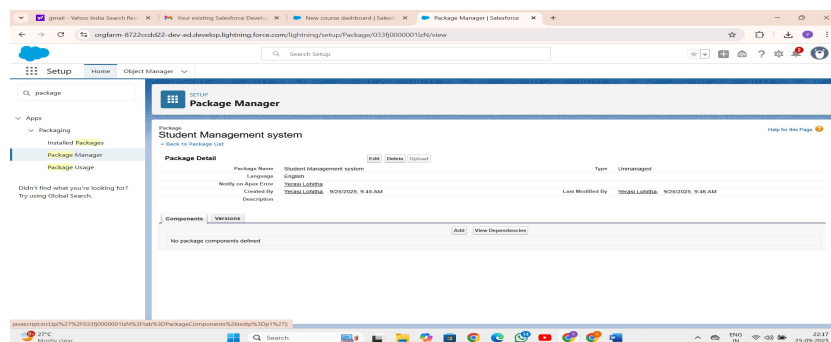 gmail - Yahoo India Search Res
Your existing Salesforce Develo
New course dashboard | Salesf
Package Manager | Salesforce
orgfarm-8722ccdd22-dev-ed.develop.lightning.force.com/lightning/setup/Package/033fJ0000001IzN/view
Search Setup
Setup
Home
Object Manager
package
SETUP
Package Manager
Apps
Packaging
Installed Packages
Package Manager
Package Usage
Didn't find what you're looking for?
Try using Global Search.
Package
Student Management system
Help for this Page
« Back to Package List
Package Detail
Edit Delete Upload
Package Name Student Management system Type Unmanaged
Language English
Notify on Apex Error Yerasi Lohitha
Created By Yerasi Lohitha, 9/25/2025, 9:45 AM Last Modified By Yerasi Lohitha, 9/25/2025, 9:46 AM
Description
Components Versions
Add View Dependencies
No package components defined
javascript:srcUp(%27%2F033fJ0000001IzN%3Ftab%3DPackageComponents%26isdtp%3Dp1%27);
27°C
Mostly clear
Search
ENG
IN
22:17
25-09-2025